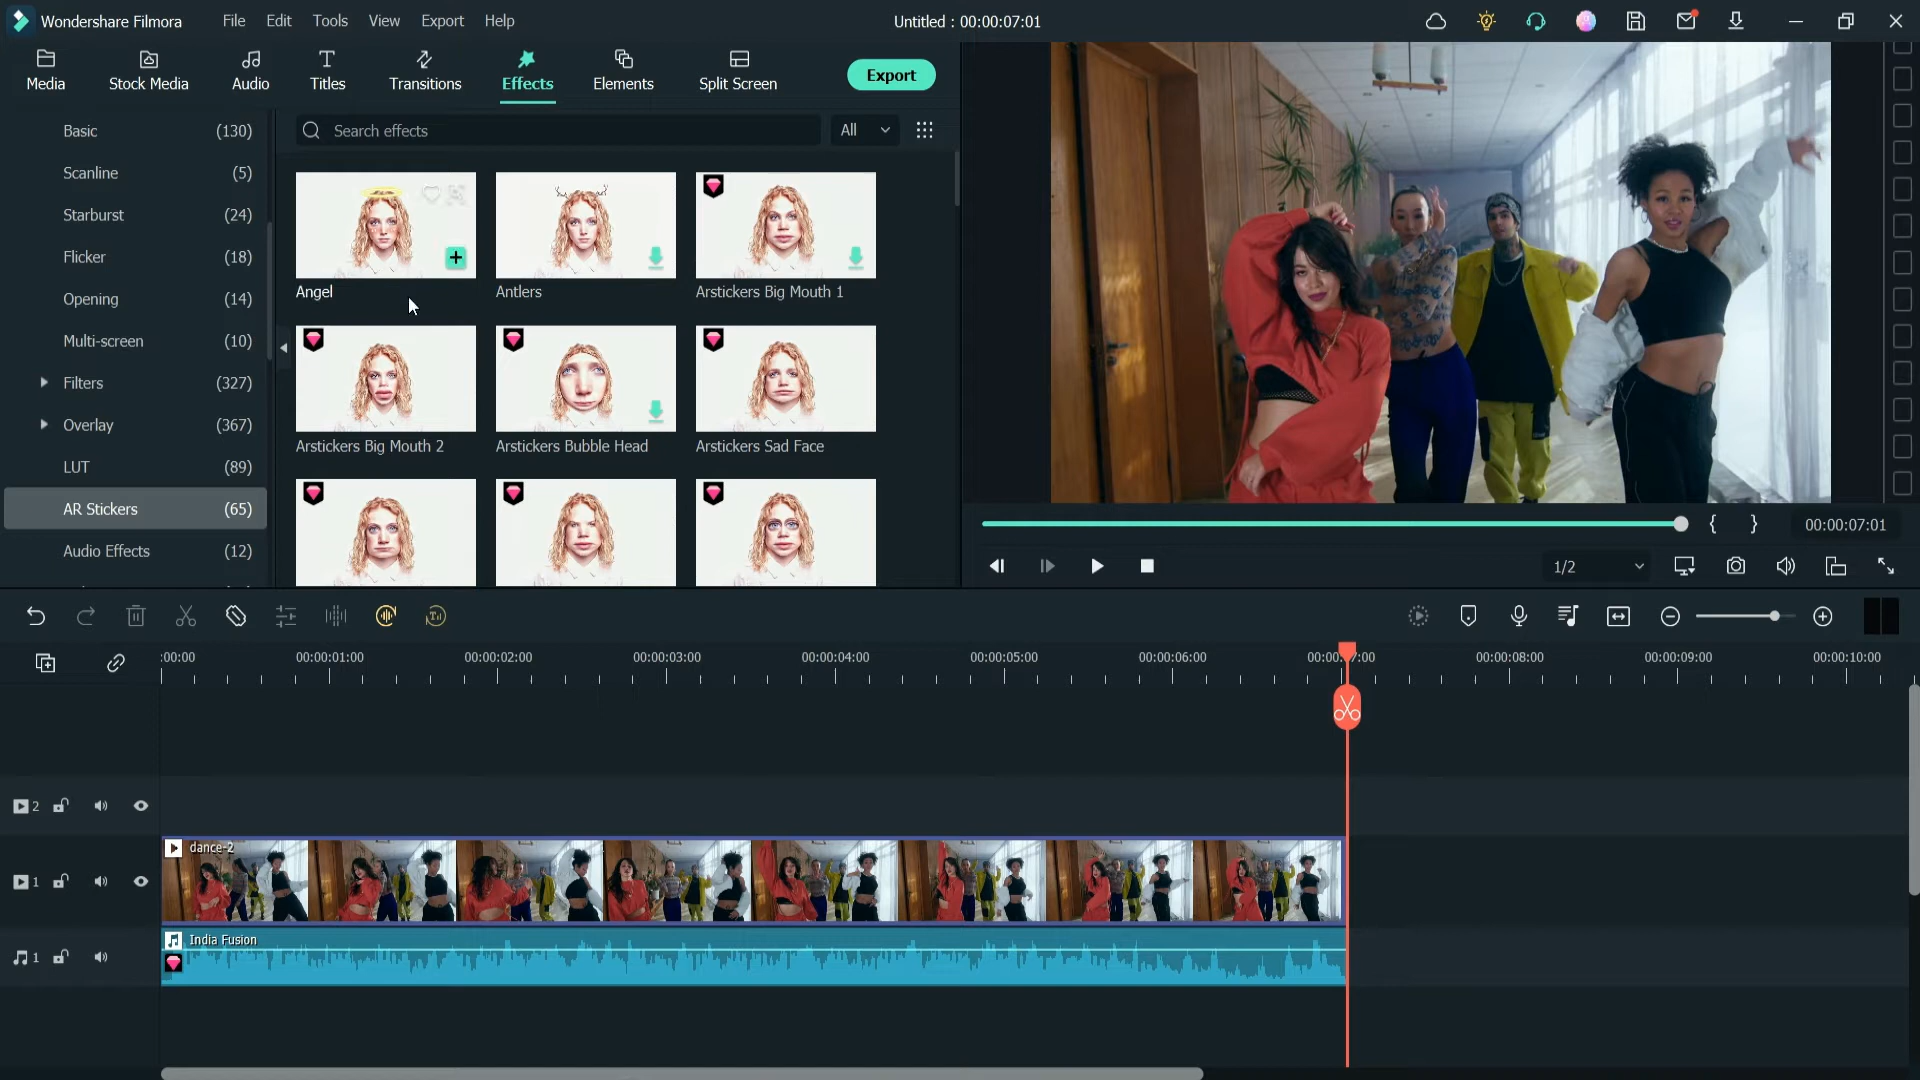 Wondershare Filmora File Edit Tools View Export Help Untitled : 00:00:07:01
Media Stock Media Audio Titles Transitions Effects Elements Split Screen Export
Basic (130)
Scanline (5)
Starburst (24)
Flicker (18)
Opening (14)
Multi-screen (10)
Filters (327)
Overlay (367)
LUT (89)
AR Stickers (65)
Audio Effects (12)
Search effects All
Angel Antlers Arstickers Big Mouth 1
Arstickers Big Mouth 2 Arstickers Bubble Head Arstickers Sad Face
{ } 00:00:07:01
1/2
:00:00 00:00:01:00 00:00:02:00 00:00:03:00 00:00:04:00 00:00:05:00 00:00:06:00 00:00:08:00 00:00:09:00 00:00:10:00
2
dance-2
1
India Fusion
1